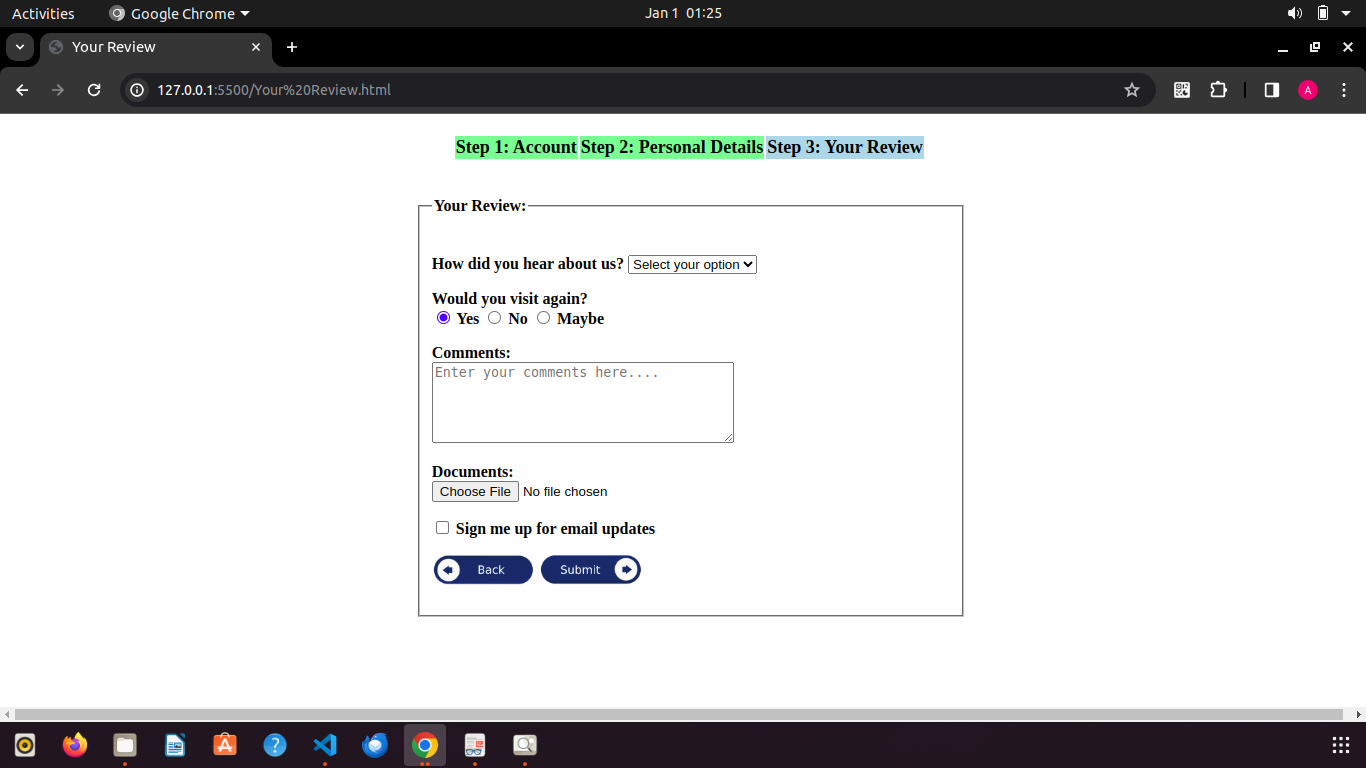 Activities Google Chrome Jan 1 01:25
Your Review
127.0.0.1:5500/Your%20Review.html A
Step 1: Account Step 2: Personal Details Step 3: Your Review
Your Review:
How did you hear about us? Select your option
Would you visit again?
Yes No Maybe
Comments:
Enter your comments here....
Documents:
Choose File No file chosen
Sign me up for email updates
Back Submit